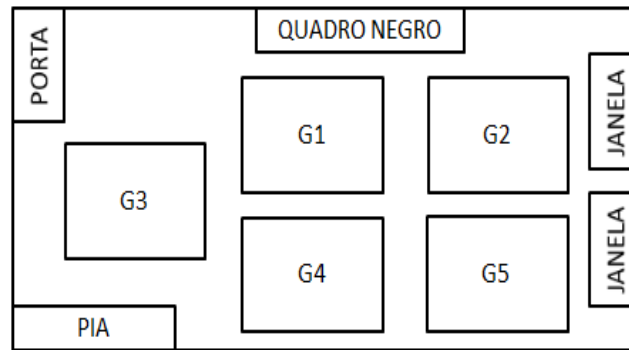 PORTA
QUADRO NEGRO
JANELA
G1
G2
G3
JANELA
G4
G5
PIA